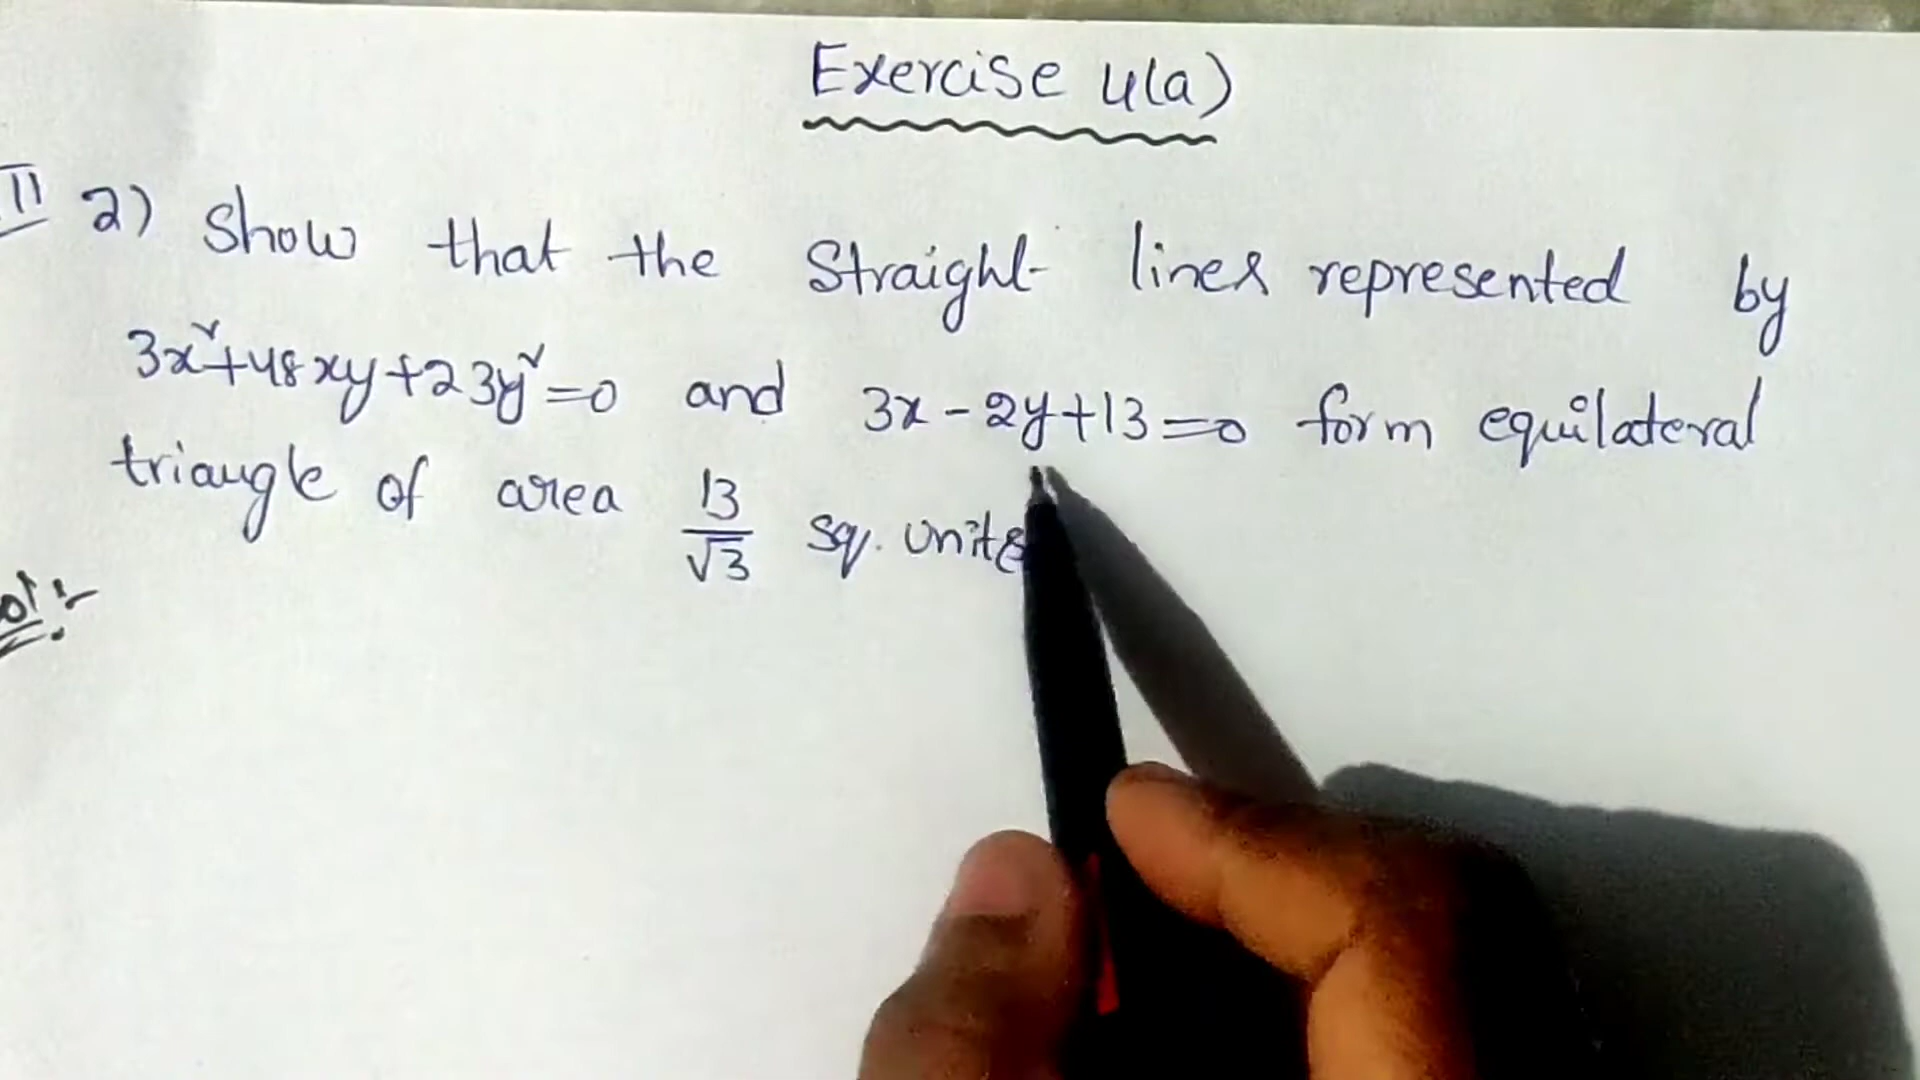 Exercise 4(a)
II 2) Show that the Straight lines represented by
3x²+48xy+23y²=0 and 3x-2y+13=0 form equilateral
triangle of area 13/√3 sq. units
Sol:-